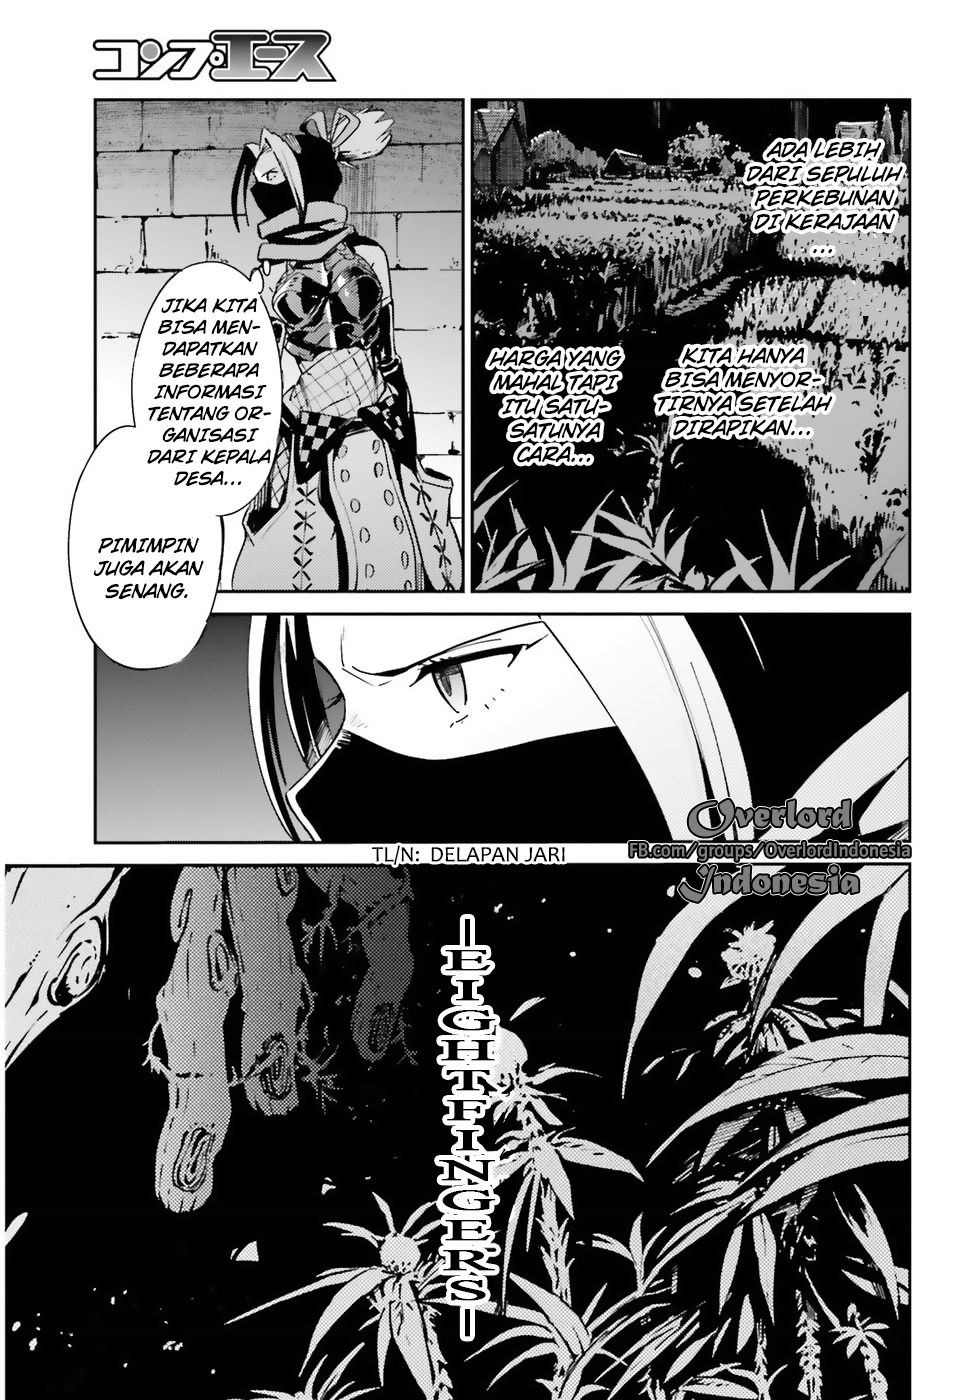 コンプエース
ADA LEBIH
DARI SEPULUH
PERKEBUNAN
DI KERAJAAN
...
KITA HANYA
BISA MENYOR-
TIRNYA SETELAH
DIRAPIKAN...
HARGA YANG
MAHAL TAPI
ITU SATU-
SATUNYA
CARA...
JIKA KITA
BISA MEN-
DAPATKAN
BEBERAPA
INFORMASI
TENTANG OR-
GANISASI
DARI KEPALA
DESA...
PIMIMPIN
JUGA AKAN
SENANG.
Overlord
FB.com/groups/OverlordIndonesia
Indonesia
TL/N: DELAPAN JARI
—EIGHTFINGERS—